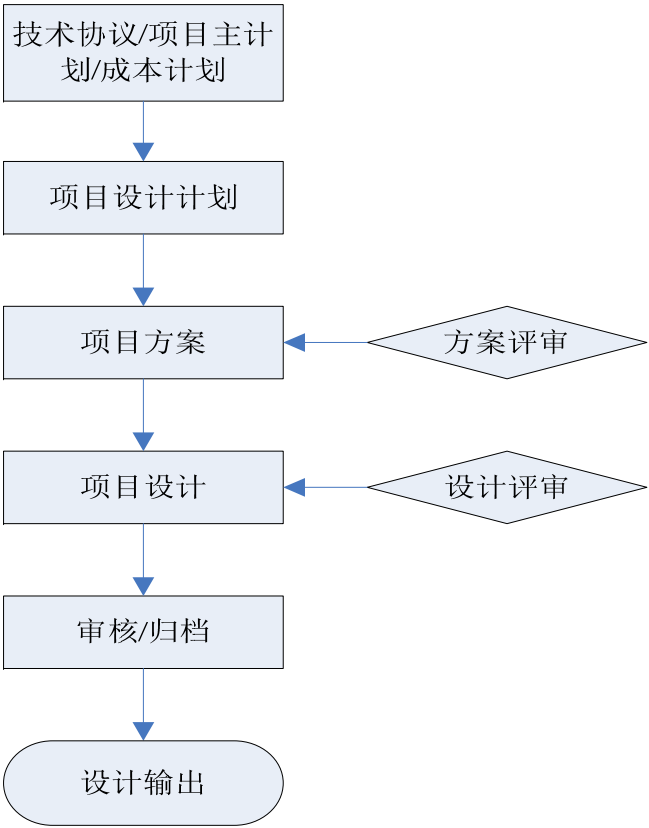 技术协议/项目主计
划/成本计划
项目设计计划
项目方案
方案评审
项目设计
设计评审
审核/归档
设计输出